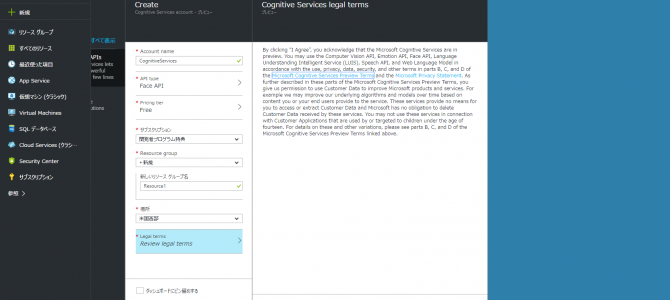 新規
リソース グループ
すべてのリソース
最近使った項目
App Service
仮想マシン (クラシック)
Virtual Machines
SQL データベース
Cloud Services (クラシ…
Security Center
サブスクリプション
参照 >
すべて表示
APIs
ervices lets
owerful
few lines
Create
Cognitive Services account - プレビュー
* Account name
CognitiveServices
* API type
Face API
* Pricing tier
Free
* サブスクリプション
開発者プログラム特典
* Resource group
+ 新規
* 新しいリソース グループ名
Resource1
* 場所
米国西部
* Legal terms
Review legal terms
ダッシュボードにピン留めする
Cognitive Services legal terms
プレビュー
By clicking "I Agree", you acknowledge that the Microsoft Cognitive Services are in
preview. You may use the Computer Vision API, Emotion API, Face API, Language
Understanding Intelligent Service (LUIS), Speech API, and Web Language Model in
accordance with the use, privacy, data, security, and other terms in parts B, C, and D of
the Microsoft Cognitive Services Preview Terms and the Microsoft Privacy Statement. As
further described in these parts of the Microsoft Cognitive Services Preview Terms, you
give us permission to use Customer Data to improve Microsoft products and services. For
example we may improve our underlying algorithms and models over time based on
content you or your end users provide to the service. These services provide no means for
you to access or extract Customer Data and Microsoft has no obligation to delete
Customer Data received by these services. You may not use these services in connection
with Customer Applications that are used by or targeted to children under the age of
fourteen. For details on these and other variations, please see parts B, C, and D of the
Microsoft Cognitive Services Preview Terms linked above.